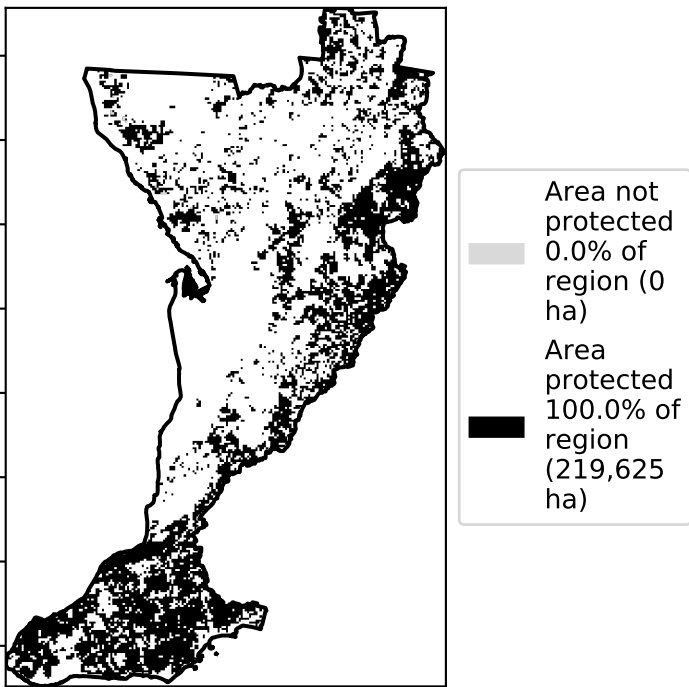 Area not
protected
0.0% of
region (0
ha)
Area
protected
100.0% of
region
(219,625
ha)